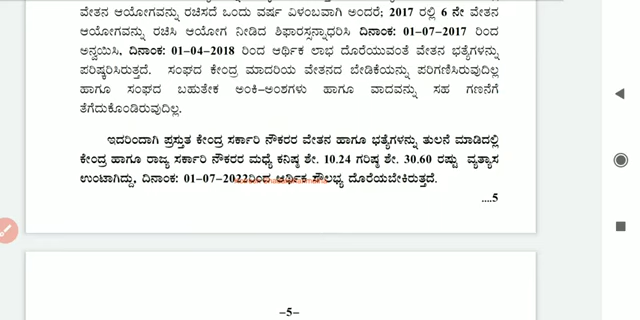 ವೇತನ ಆಯೋಗವನ್ನು ರಚಿಸದೆ ಒಂದು ವರ್ಷ ವಿಳಂಬವಾಗಿ ಅಂದರೆ; 2017 ರಲ್ಲಿ 6 ನೇ ವೇತನ
ಆಯೋಗವನ್ನು ರಚಿಸಿ ಆಯೋಗ ನೀಡಿದ ಶಿಫಾರಸ್ಸನ್ನಾಧರಿಸಿ ದಿನಾಂಕ: 01-07-2017 ರಿಂದ
ಅನ್ವಯಿಸಿ, ದಿನಾಂಕ: 01-04-2018 ರಿಂದ ಆರ್ಥಿಕ ಲಾಭ ದೊರೆಯುವಂತೆ ವೇತನ ಭತ್ಯೆಗಳನ್ನು
ಪರಿಷ್ಕರಿಸಿರುತ್ತದೆ. ಸಂಘದ ಕೇಂದ್ರ ಮಾದರಿಯ ವೇತನದ ಬೇಡಿಕೆಯನ್ನು ಪರಿಗಣಿಸಿರುವುದಿಲ್ಲ
ಹಾಗೂ ಸಂಘದ ಬಹುತೇಕ ಅಂಕಿ-ಅಂಶಗಳು ಹಾಗೂ ವಾದವನ್ನು ಸಹ ಗಣನೆಗೆ
ತೆಗೆದುಕೊಂಡಿರುವುದಿಲ್ಲ.
ಇದರಿಂದಾಗಿ ಪ್ರಸ್ತುತ ಕೇಂದ್ರ ಸರ್ಕಾರಿ ನೌಕರರ ವೇತನ ಹಾಗೂ ಭತ್ಯೆಗಳನ್ನು ತುಲನೆ ಮಾಡಿದಲ್ಲಿ
ಕೇಂದ್ರ ಹಾಗೂ ರಾಜ್ಯ ಸರ್ಕಾರಿ ನೌಕರರ ಮಧ್ಯೆ ಕನಿಷ್ಠ ಶೇ. 10.24 ಗರಿಷ್ಠ ಶೇ. 30.60 ರಷ್ಟು ವ್ಯತ್ಯಾಸ
ಉಂಟಾಗಿದ್ದು, ದಿನಾಂಕ: 01-07-2022ರಿಂದ ಆರ್ಥಿಕ ಸೌಲಭ್ಯ ದೊರೆಯಬೇಕಿರುತ್ತದೆ.
....5
–5–